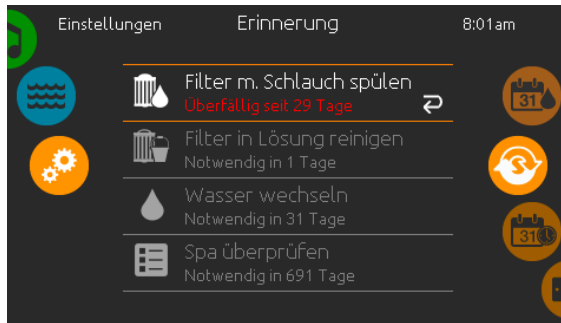 Einstellungen
Erinnerung
8:01am
Filter m. Schlauch spülen
Überfällig seit 29 Tage
Filter in Lösung reinigen
Notwendig in 1 Tage
Wasser wechseln
Notwendig in 31 Tage
Spa überprüfen
Notwendig in 691 Tage
31
31